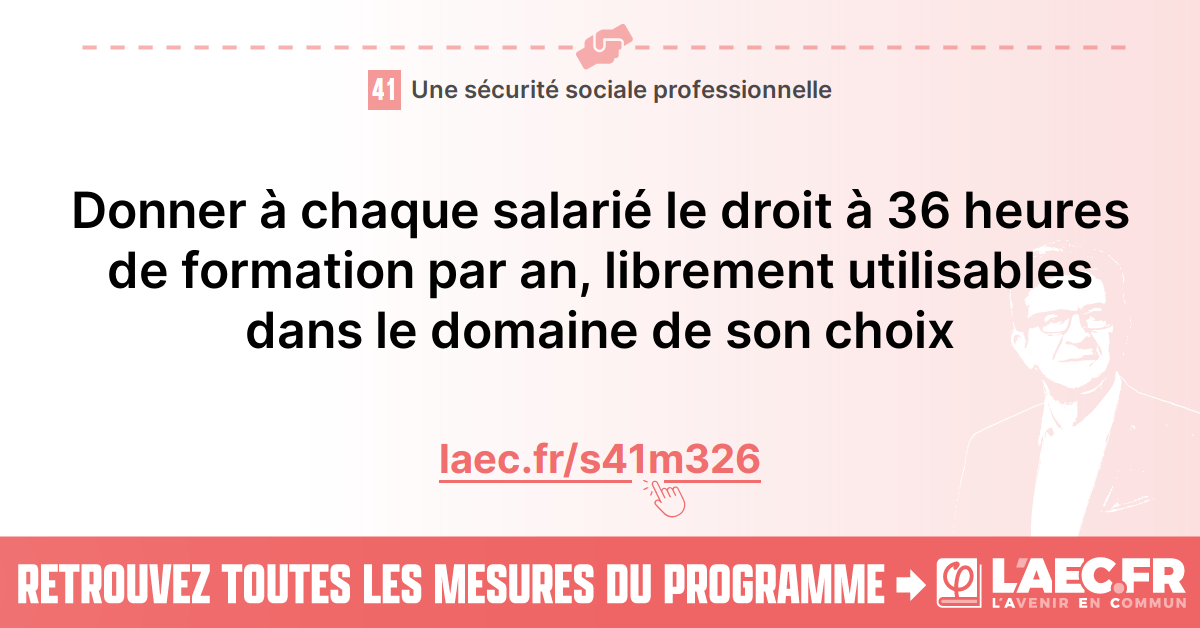 41 Une sécurité sociale professionnelle
Donner à chaque salarié le droit à 36 heures
de formation par an, librement utilisables
dans le domaine de son choix
laec.fr/s41m326
RETROUVEZ TOUTES LES MESURES DU PROGRAMME
φ L'AEC.FR
L'AVENIR EN COMMUN